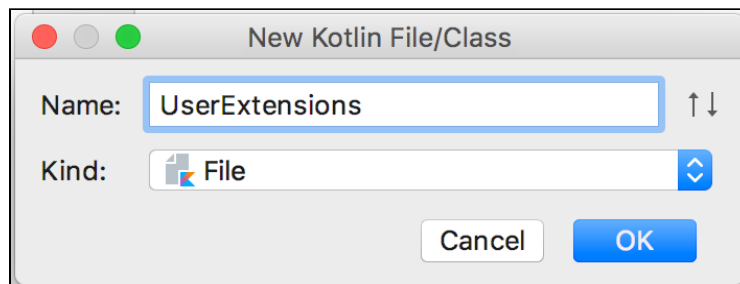 New Kotlin File/Class
Name: UserExtensions
Kind: File
Cancel OK